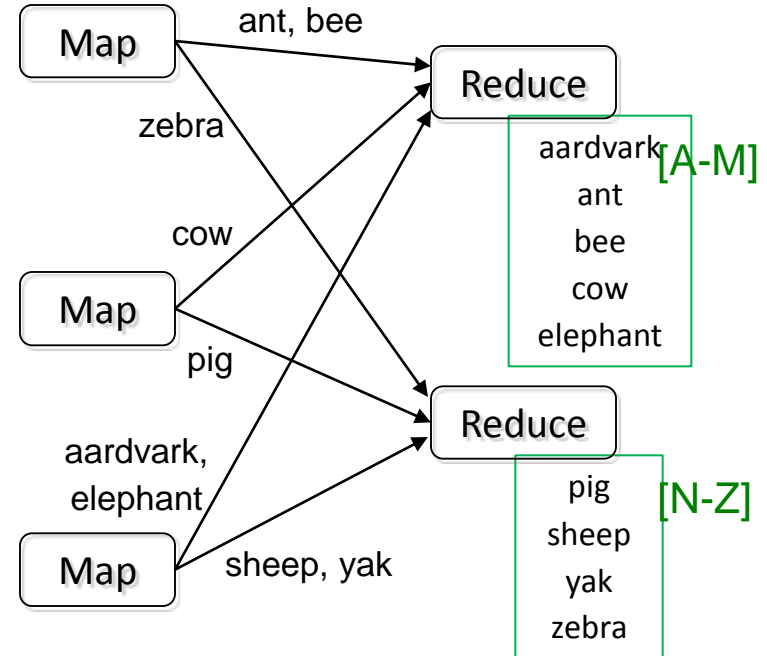 Map
ant, bee
Reduce
zebra
aardvark
[A-M]
ant
bee
cow
elephant
cow
Map
pig
Reduce
aardvark,
elephant
pig
[N-Z]
sheep
yak
zebra
Map
sheep, yak